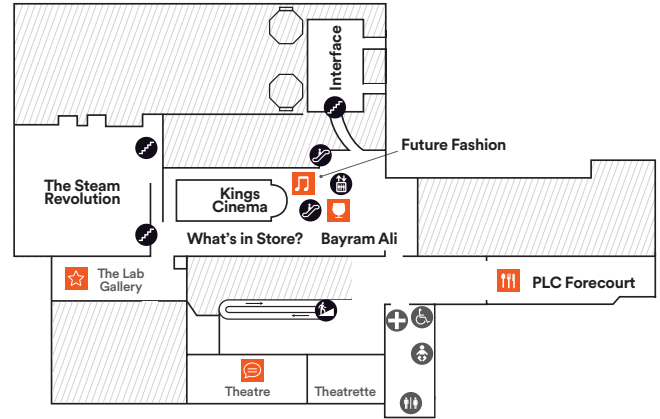 Interface
Future Fashion
The Steam
Revolution
Kings
Cinema
What's in Store?
Bayram Ali
The Lab
Gallery
PLC Forecourt
Theatre
Theatrette